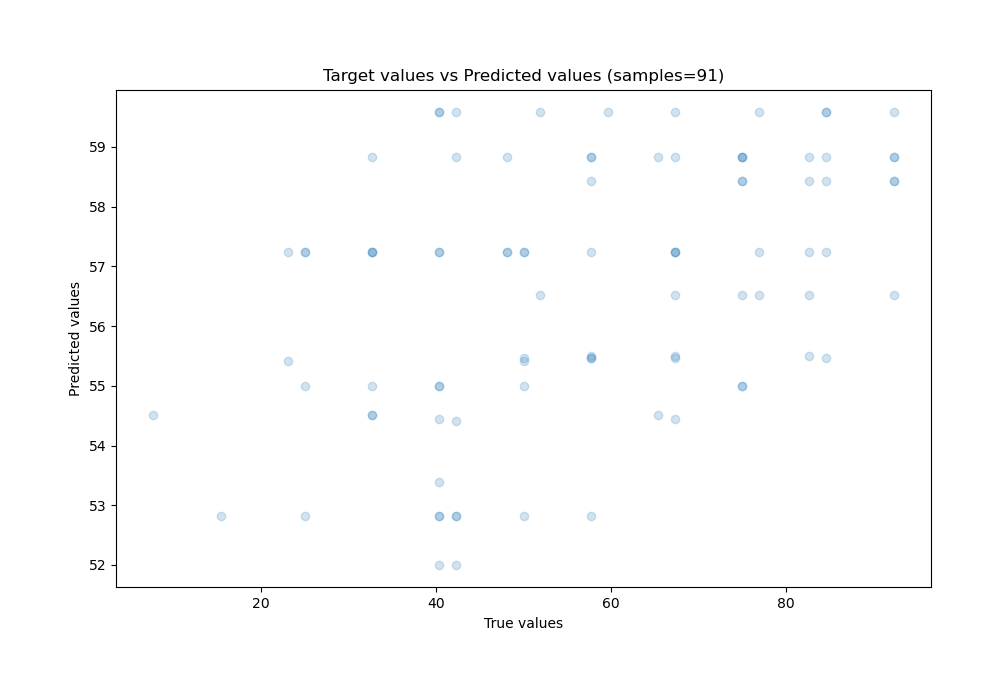 Target values vs Predicted values (samples=91)
59
58
57
56
55
54
53
52
Predicted values
20 40 60 80
True values